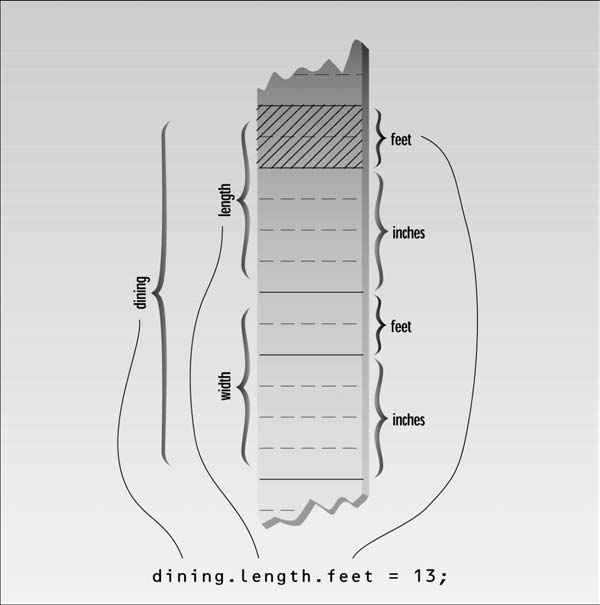 feet
length
inches
dining
feet
width
inches
dining.length.feet = 13;